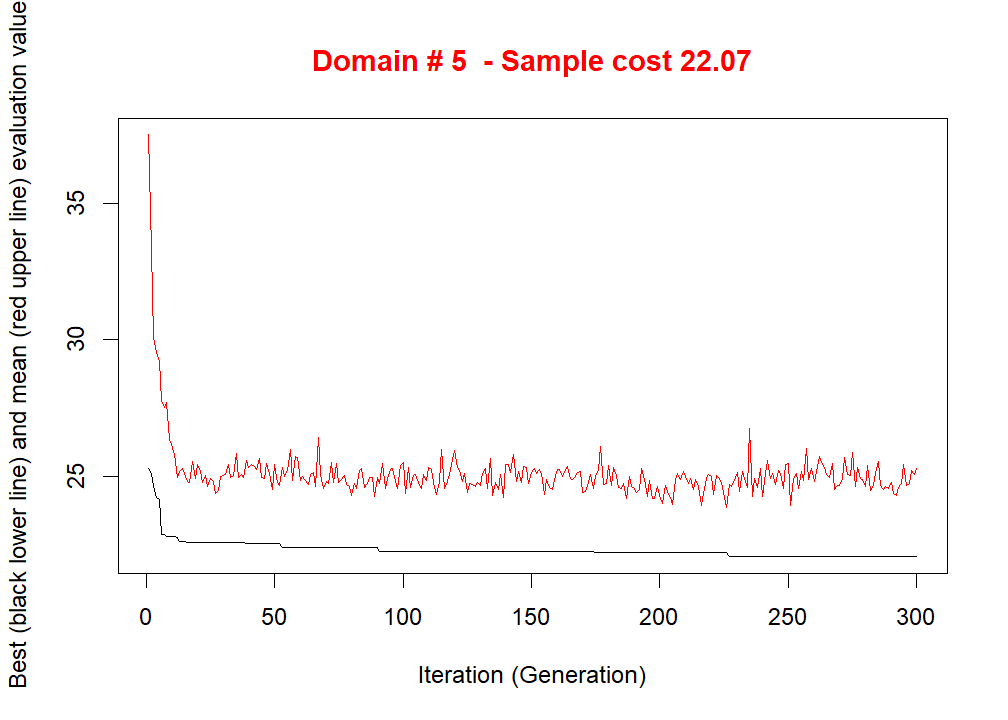 Domain # 5  - Sample cost 22.07
Best (black lower line) and mean (red upper line) evaluation value
35
30
25
0 50 100 150 200 250 300
Iteration (Generation)